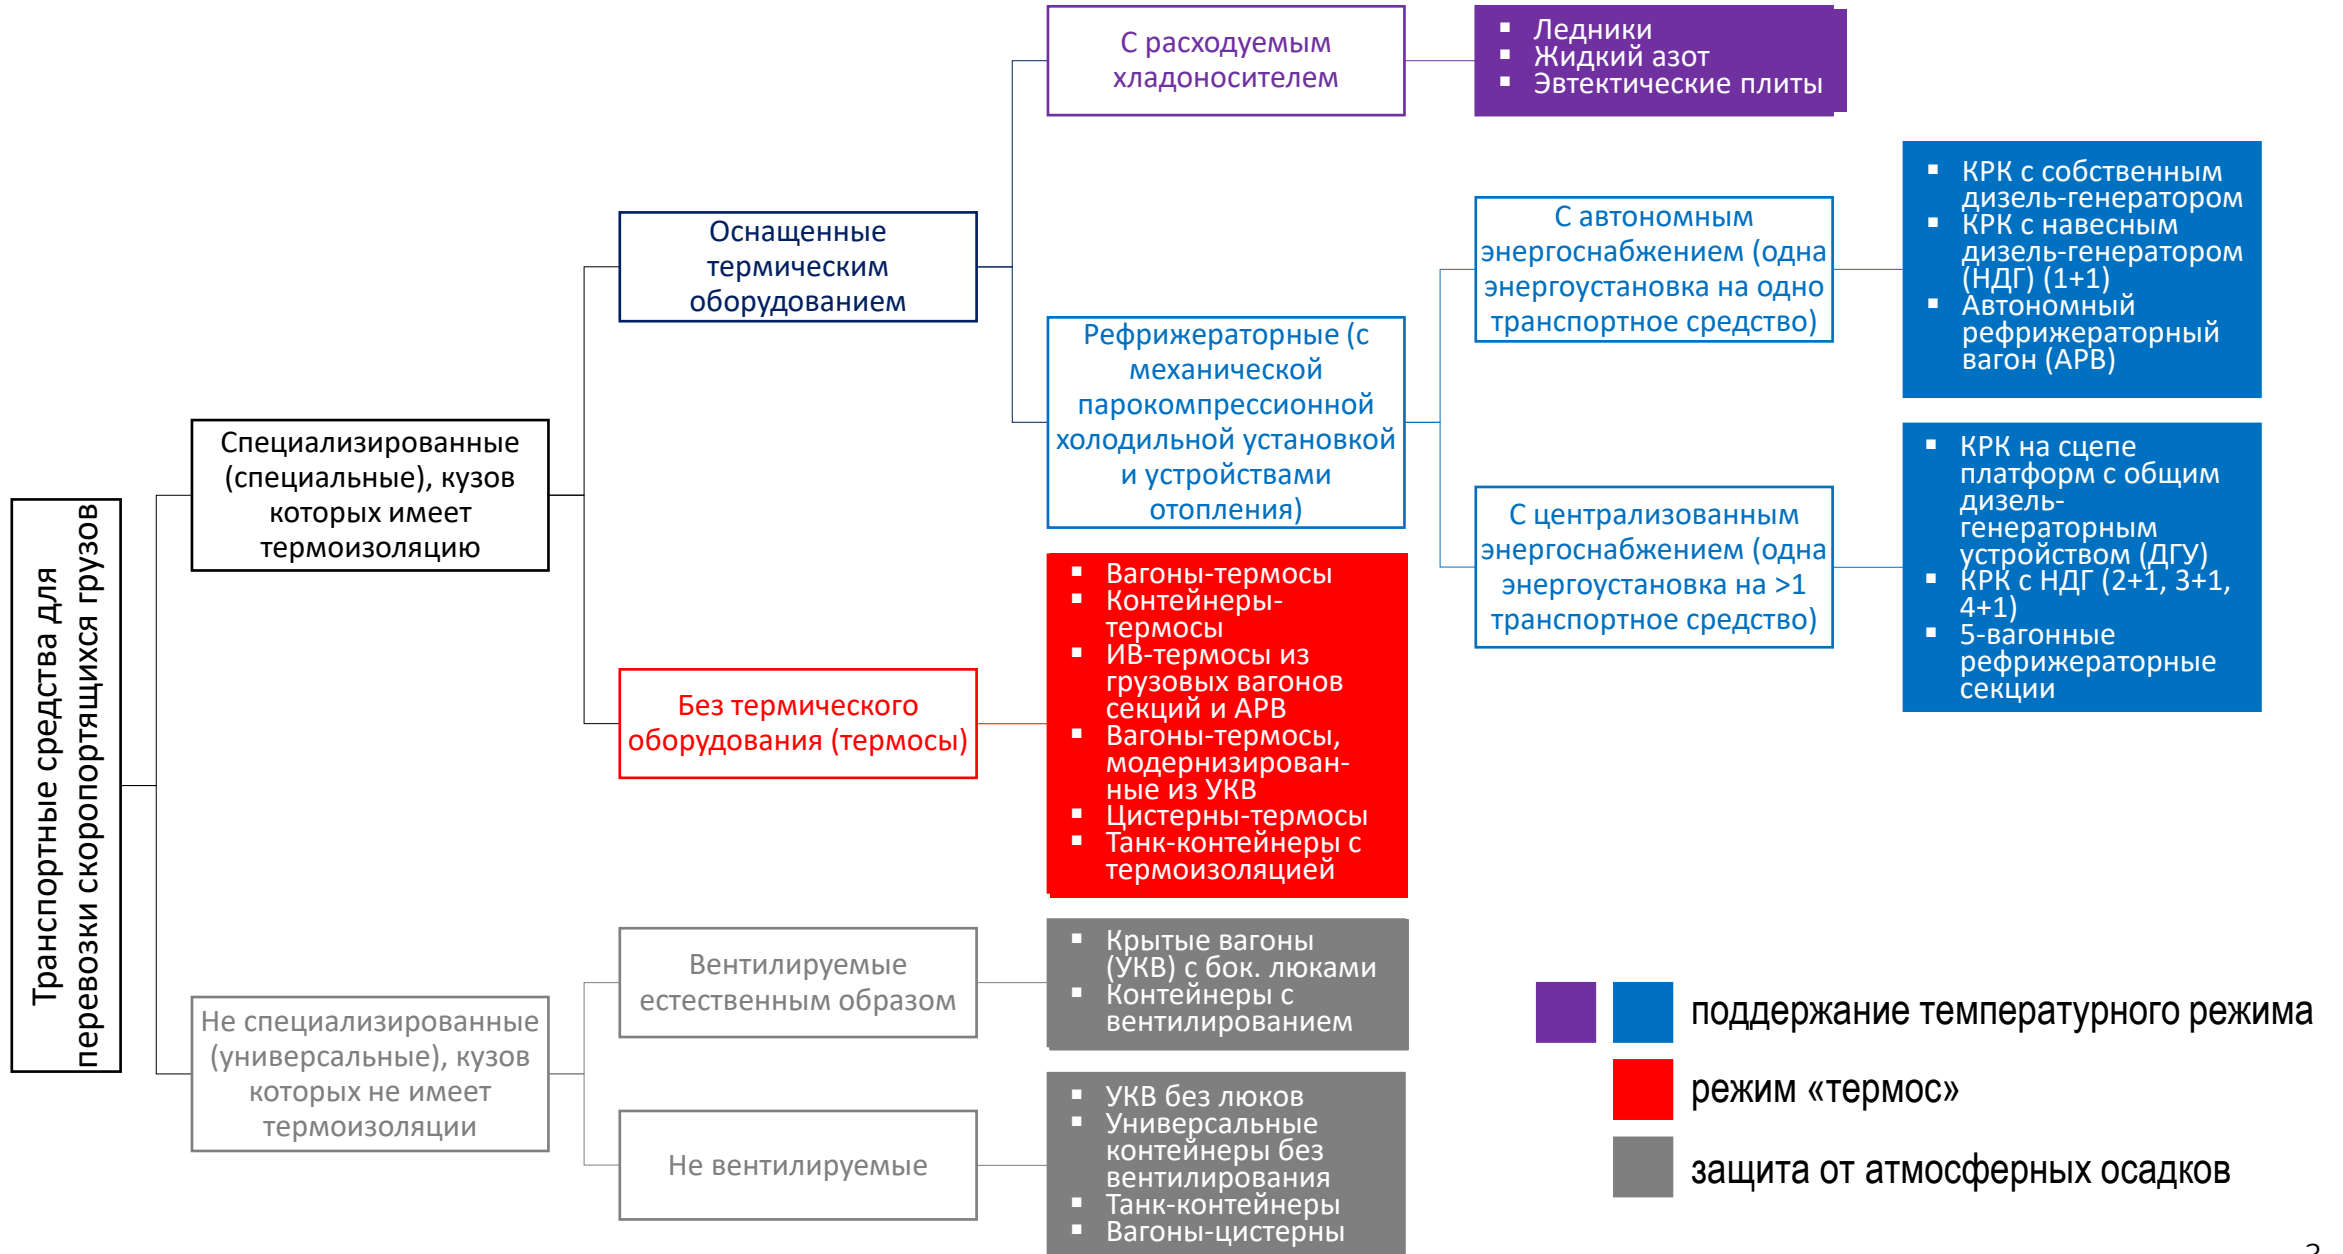 Транспортные средства для
перевозки скоропортящихся грузов
Специализированные
(специальные), кузов
которых имеет
термоизоляцию
Оснащенные
термическим
оборудованием
С расходуемым
хладоносителем
▪ Ледники
▪ Жидкий азот
▪ Эвтектические плиты
Рефрижераторные (с
механической
парокомпрессионной
холодильной установкой
и устройствами
отопления)
С автономным
энергоснабжением (одна
энергоустановка на одно
транспортное средство)
▪ КРК с собственным
дизель-генератором
▪ КРК с навесным
дизель-генератором
(НДГ) (1+1)
▪ Автономный
рефрижераторный
вагон (АРВ)
С централизованным
энергоснабжением (одна
энергоустановка на >1
транспортное средство)
▪ КРК на сцепе
платформ с общим
дизель-
генераторным
устройством (ДГУ)
▪ КРК с НДГ (2+1, 3+1,
4+1)
▪ 5-вагонные
рефрижераторные
секции
Без термического
оборудования (термосы)
▪ Вагоны-термосы
▪ Контейнеры-
термосы
▪ ИВ-термосы из
грузовых вагонов
секций и АРВ
▪ Вагоны-термосы,
модернизирован-
ные из УКВ
▪ Цистерны-термосы
▪ Танк-контейнеры с
термоизоляцией
Не специализированные
(универсальные), кузов
которых не имеет
термоизоляции
Вентилируемые
естественным образом
▪ Крытые вагоны
(УКВ) с бок. люками
▪ Контейнеры с
вентилированием
Не вентилируемые
▪ УКВ без люков
▪ Универсальные
контейнеры без
вентилирования
▪ Танк-контейнеры
▪ Вагоны-цистерны
поддержание температурного режима
режим «термос»
защита от атмосферных осадков